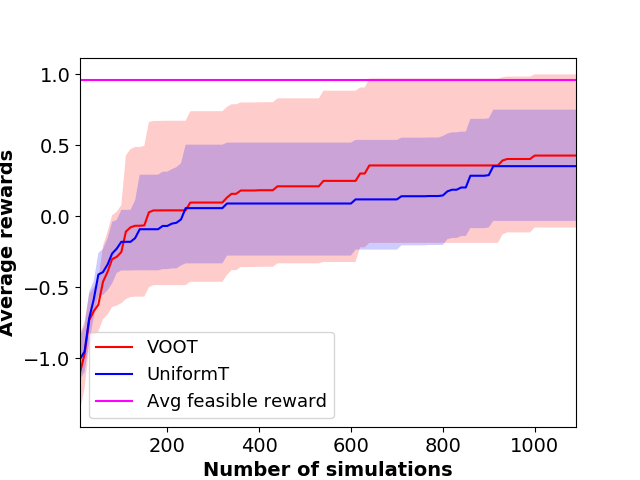 1.0
0.5
0.0
−0.5
−1.0
Average rewards
VOOT
UniformT
Avg feasible reward
200 400 600 800 1000
Number of simulations